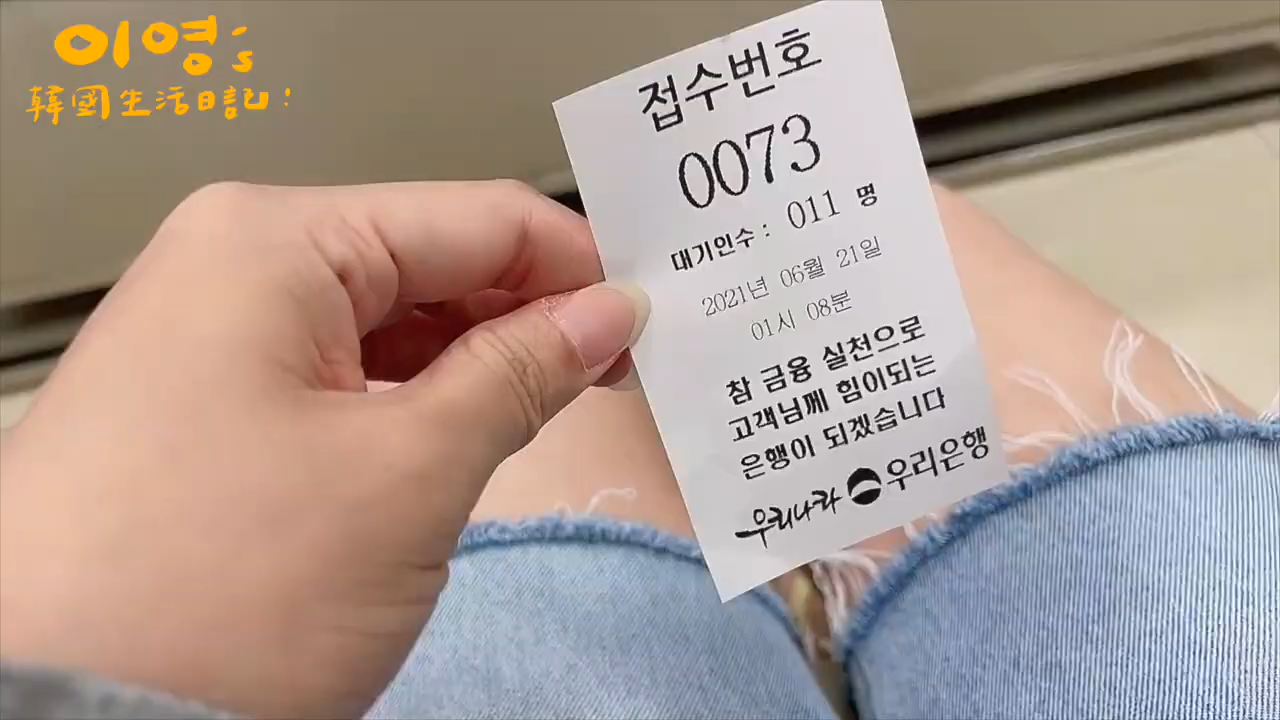 이영's
韓國生活日記!
접수번호
0073
대기인수 : 011 명
2021년 06월 21일
01시 08분
참 금융 실천으로
고객님께 힘이되는
은행이 되겠습니다
우리나라 우리은행